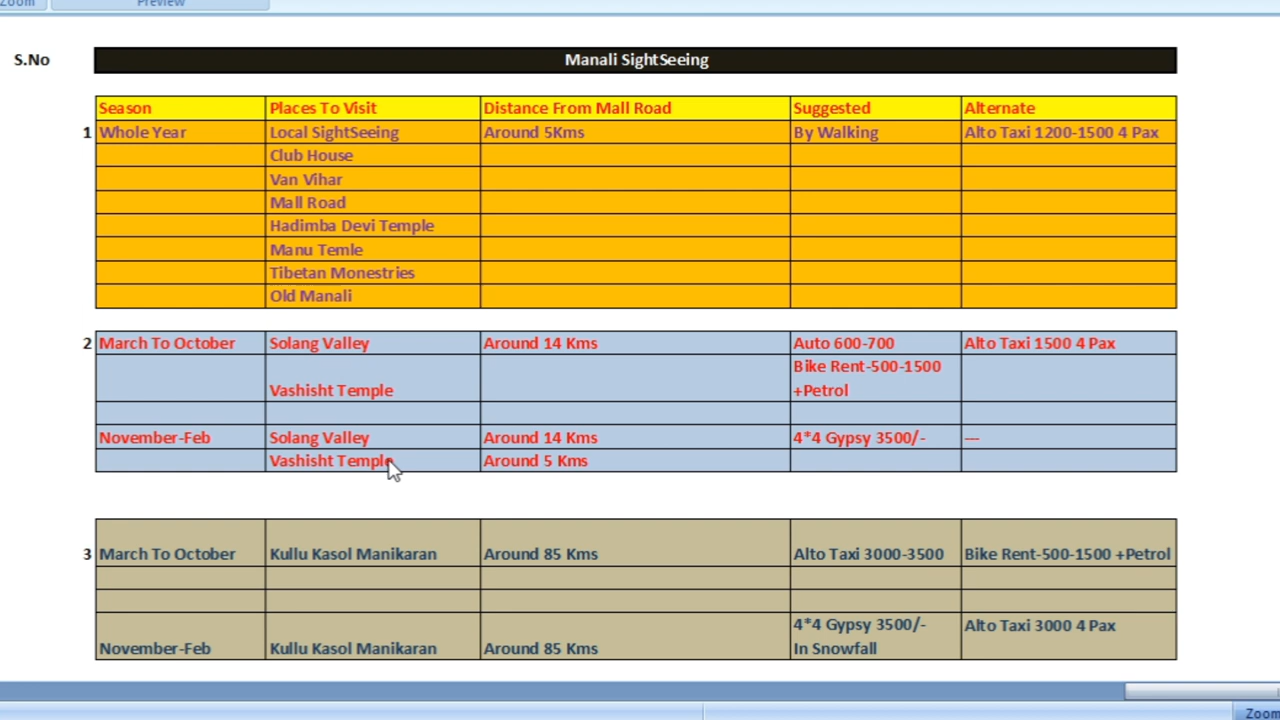 Zoom Preview
S.No Manali SightSeeing
Season Places To Visit Distance From Mall Road Suggested Alternate
1 Whole Year Local SightSeeing Around 5Kms By Walking Alto Taxi 1200-1500 4 Pax
Club House
Van Vihar
Mall Road
Hadimba Devi Temple
Manu Temle
Tibetan Monestries
Old Manali
2 March To October Solang Valley Around 14 Kms Auto 600-700 Alto Taxi 1500 4 Pax
Bike Rent-500-1500
Vashisht Temple +Petrol
November-Feb Solang Valley Around 14 Kms 4*4 Gypsy 3500/- ---
Vashisht Temple Around 5 Kms
3 March To October Kullu Kasol Manikaran Around 85 Kms Alto Taxi 3000-3500 Bike Rent-500-1500 +Petrol
4*4 Gypsy 3500/- Alto Taxi 3000 4 Pax
November-Feb Kullu Kasol Manikaran Around 85 Kms In Snowfall
Zoom